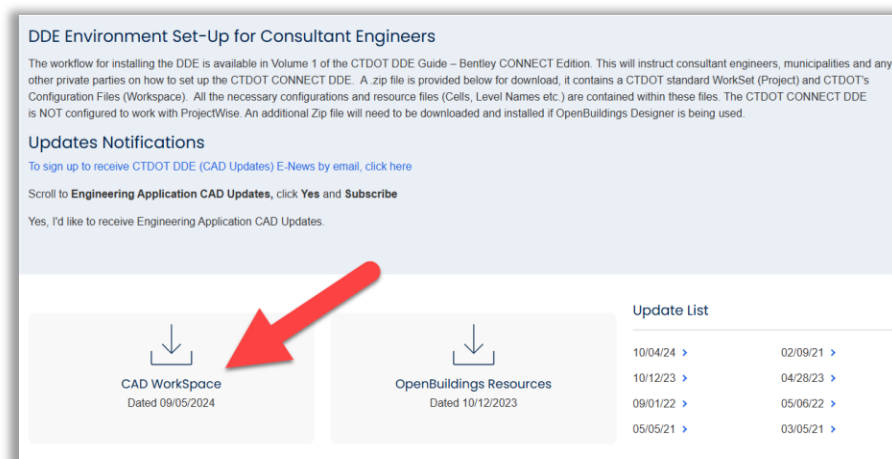 DDE Environment Set-Up for Consultant Engineers
The workflow for installing the DDE is available in Volume 1 of the CTDOT DDE Guide – Bentley CONNECT Edition. This will instruct consultant engineers, municipalities and any
other private parties on how to set up the CTDOT CONNECT DDE. A .zip file is provided below for download, it contains a CTDOT standard WorkSet (Project) and CTDOT's
Configuration Files (Workspace). All the necessary configurations and resource files (Cells, Level Names etc.) are contained within these files. The CTDOT CONNECT DDE
is NOT configured to work with ProjectWise. An additional Zip file will need to be downloaded and installed if OpenBuildings Designer is being used.
Updates Notifications
To sign up to receive CTDOT DDE (CAD Updates) E-News by email, click here
Scroll to Engineering Application CAD Updates, click Yes and Subscribe
Yes, I'd like to receive Engineering Application CAD Updates.
CAD WorkSpace
Dated 09/05/2024
OpenBuildings Resources
Dated 10/12/2023
Update List
10/04/24 > 02/09/21 >
10/12/23 > 04/28/23 >
09/01/22 > 05/06/22 >
05/05/21 > 03/05/21 >